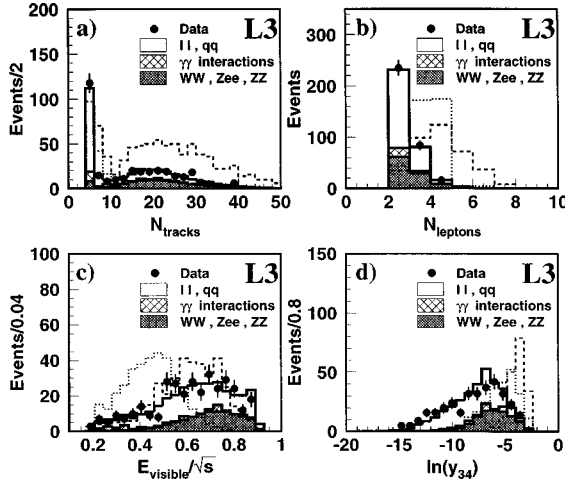 a) L3
Data
l l , qq
γγ interactions
WW , Zee , ZZ
Events/2
200
150
100
50
0
0 10 20 30 40 50
N_tracks
b) L3
Data
l l , qq
γγ interactions
WW , Zee , ZZ
Events
300
200
100
0
0 2 4 6 8 10
N_leptons
c) L3
Data
l l , qq
γγ interactions
WW , Zee , ZZ
Events/0.04
100
80
60
40
20
0
0 0.2 0.4 0.6 0.8 1
E_visible/√s
d) L3
Data
l l , qq
γγ interactions
WW , Zee , ZZ
Events/0.8
150
100
50
0
-20 -15 -10 -5 0
ln(y_34)